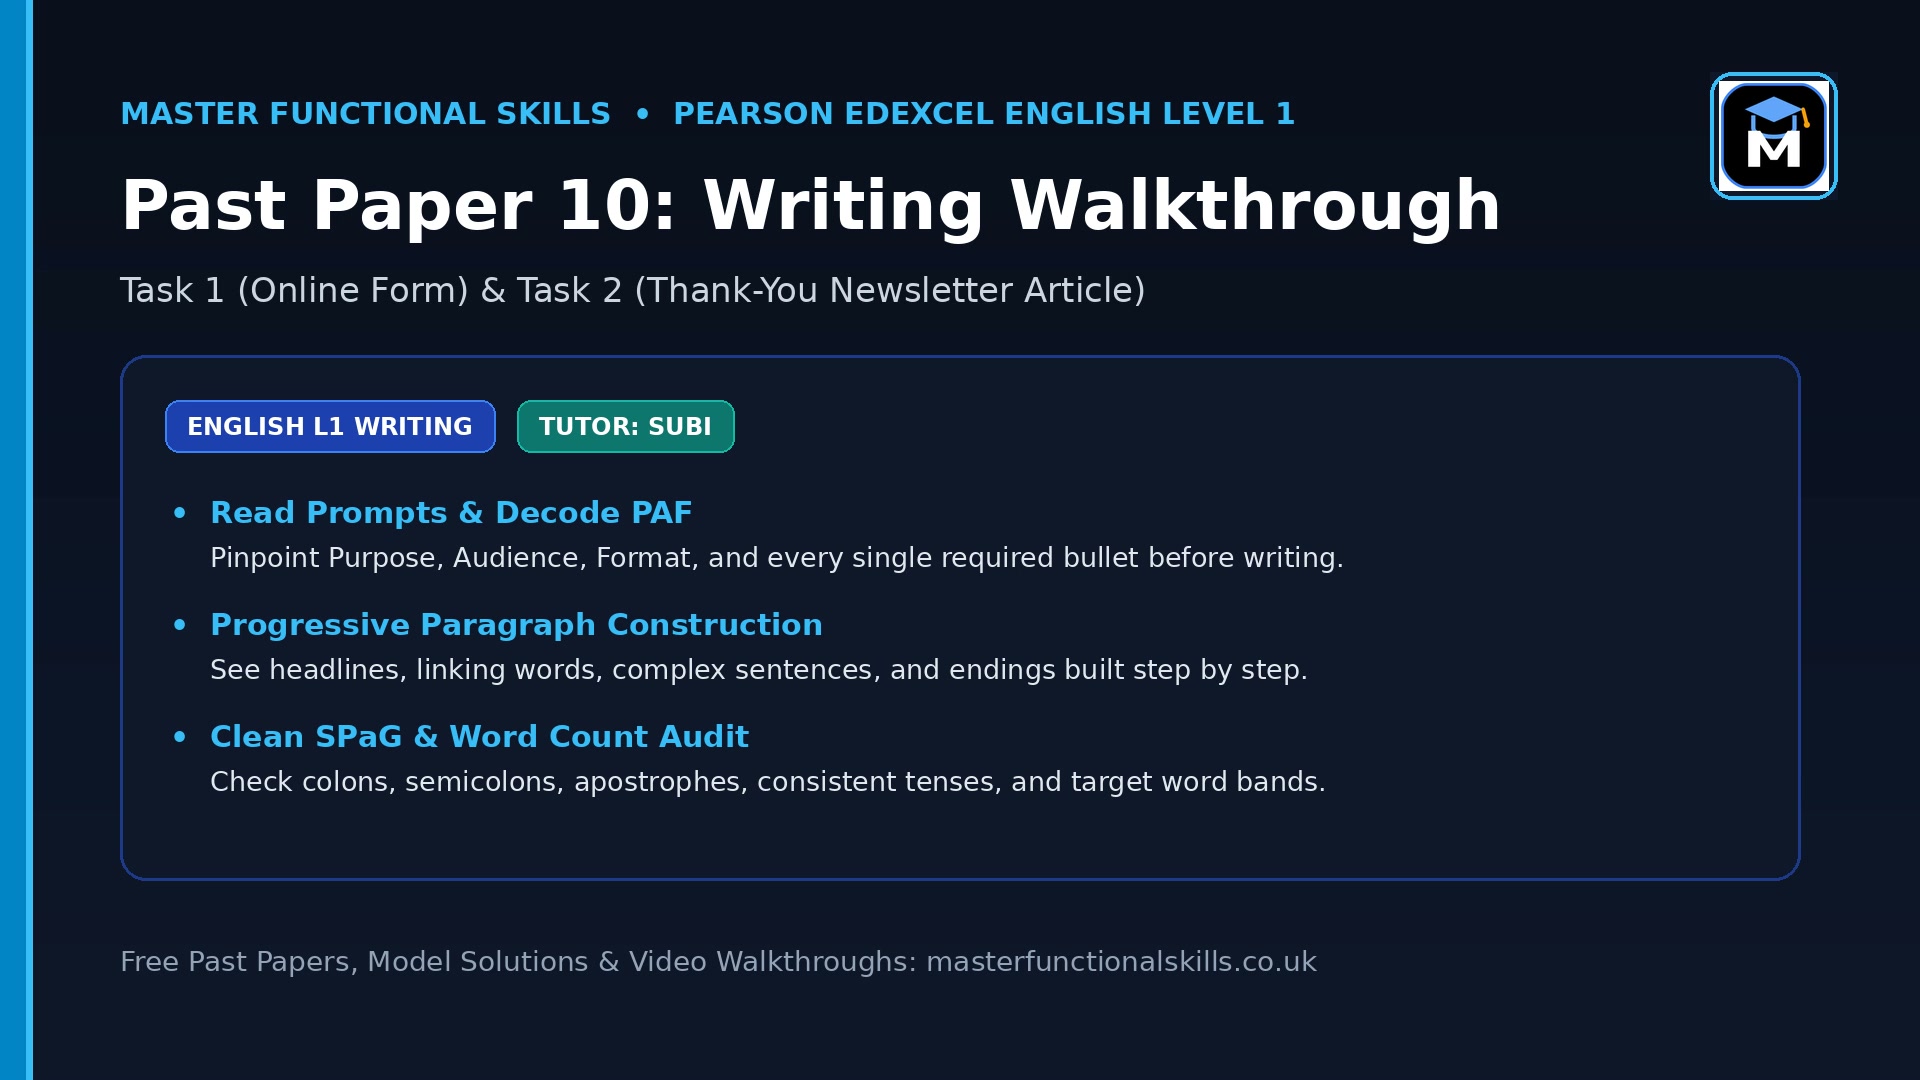 MASTER FUNCTIONAL SKILLS • PEARSON EDEXCEL ENGLISH LEVEL 1
M
Past Paper 10: Writing Walkthrough
Task 1 (Online Form) & Task 2 (Thank-You Newsletter Article)
ENGLISH L1 WRITING
TUTOR: SUBI
• Read Prompts & Decode PAF
Pinpoint Purpose, Audience, Format, and every single required bullet before writing.
• Progressive Paragraph Construction
See headlines, linking words, complex sentences, and endings built step by step.
• Clean SPaG & Word Count Audit
Check colons, semicolons, apostrophes, consistent tenses, and target word bands.
Free Past Papers, Model Solutions & Video Walkthroughs: masterfunctionalskills.co.uk